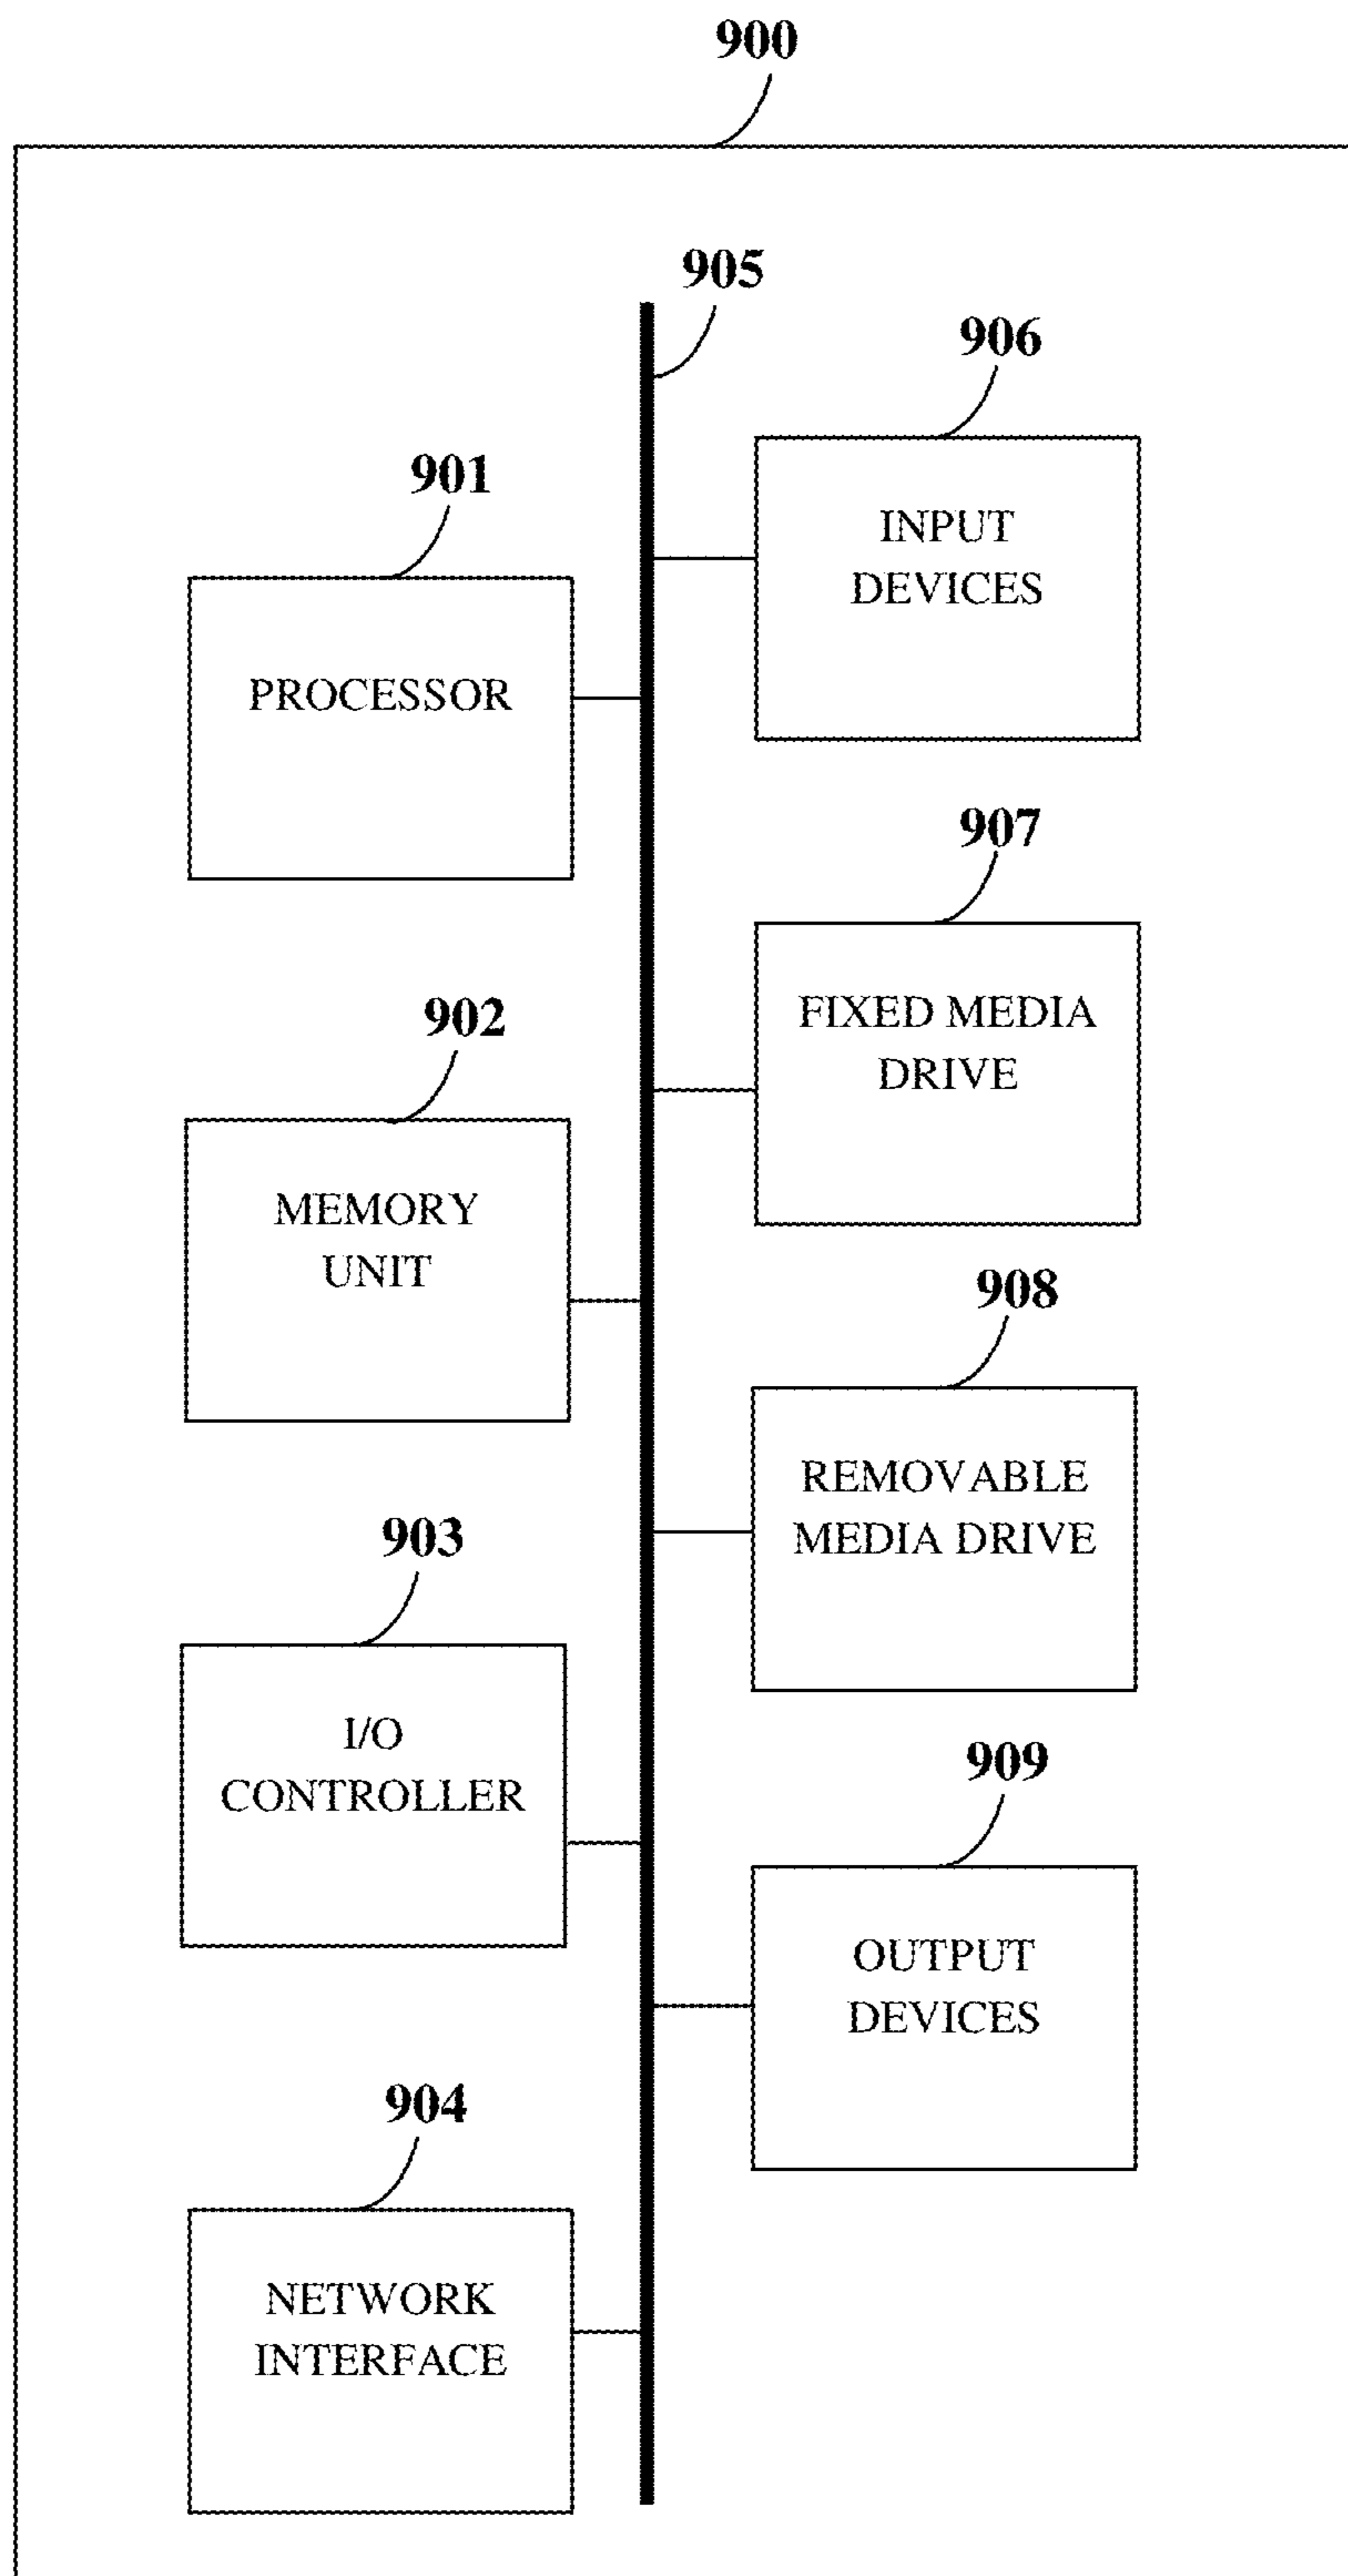 900
905
906
INPUT
DEVICES
901
PROCESSOR
907
FIXED MEDIA
DRIVE
902
MEMORY
UNIT
908
REMOVABLE
MEDIA DRIVE
903
I/O
CONTROLLER
909
OUTPUT
DEVICES
904
NETWORK
INTERFACE